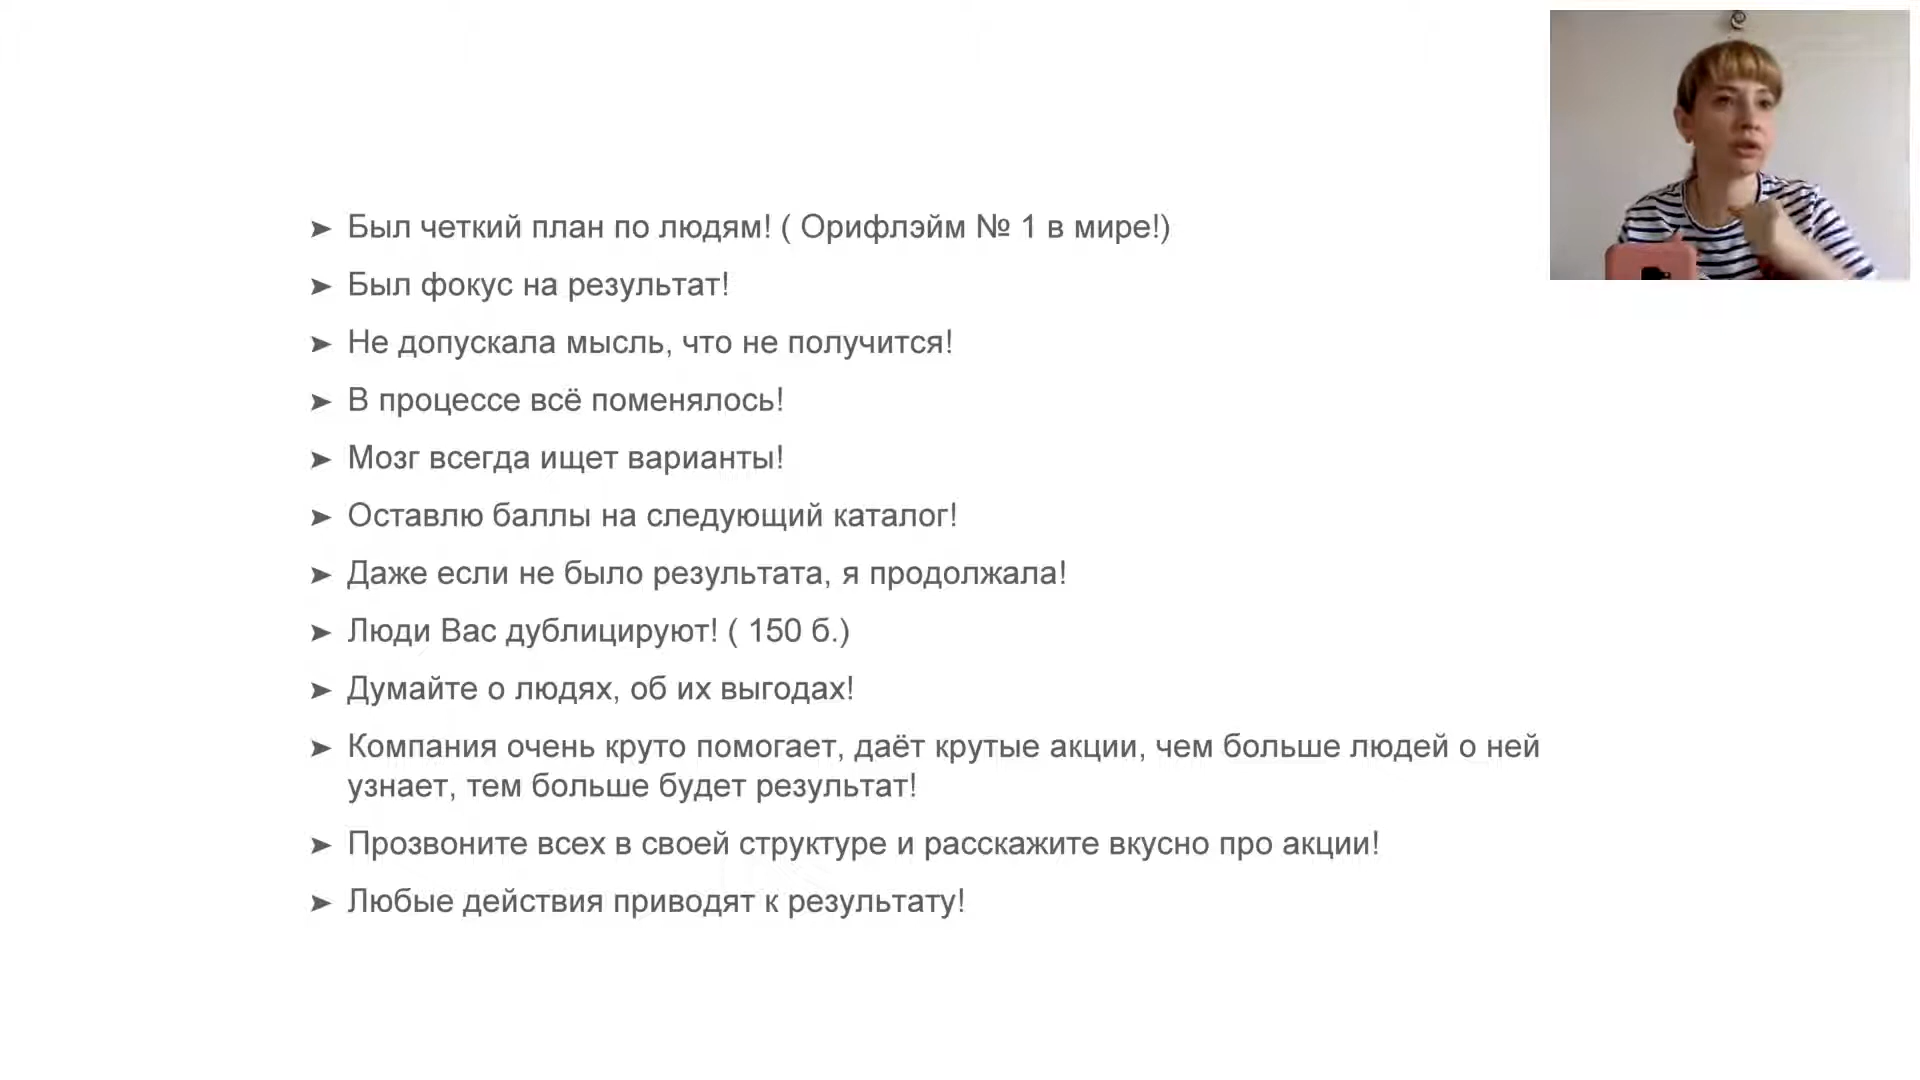 ➤ Был четкий план по людям! ( Орифлэйм № 1 в мире!)
➤ Был фокус на результат!
➤ Не допускала мысль, что не получится!
➤ В процессе всё поменялось!
➤ Мозг всегда ищет варианты!
➤ Оставлю баллы на следующий каталог!
➤ Даже если не было результата, я продолжала!
➤ Люди Вас дублицируют! ( 150 б.)
➤ Думайте о людях, об их выгодах!
➤ Компания очень круто помогает, даёт крутые акции, чем больше людей о ней
узнает, тем больше будет результат!
➤ Прозвоните всех в своей структуре и расскажите вкусно про акции!
➤ Любые действия приводят к результату!